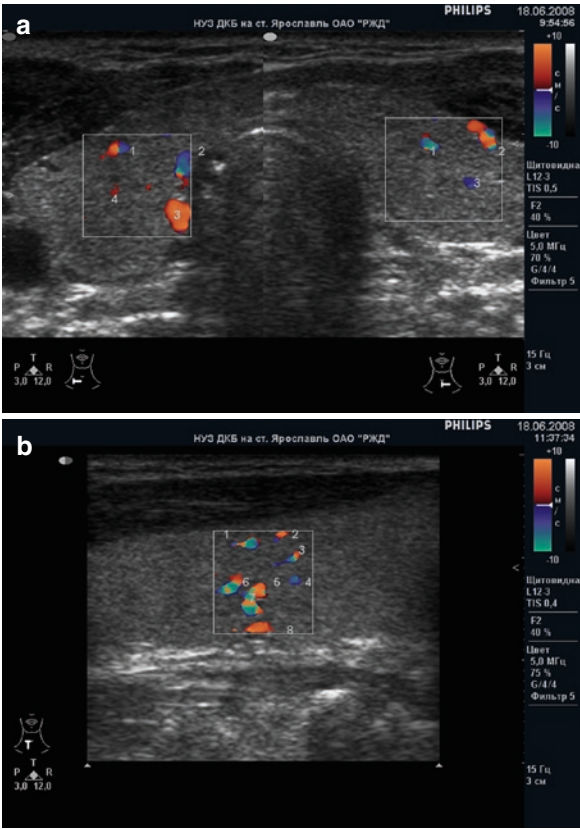 a
PHILIPS
18.06.2008
НУЗ ДКБ на ст. Ярославль ОАО "РЖД"
9:54:56
+10
с
м
/
с
-10
1
2
3
4
1
2
3
Щитовидна
L12-3
TIS 0,5
F2
40 %
Цвет
5,0 МГц
70 %
G/4/4
Фильтр 5
15 Гц
3 см
T
P R
3,0 12,0
T
P R
3,0 12,0
b
PHILIPS
18.06.2008
НУЗ ДКБ на ст. Ярославль ОАО "РЖД"
11:37:34
+10
с
м
/
с
-10
1
2
3
6 6 4
8
<
Щитовидна
L12-3
TIS 0,4
F2
40 %
Цвет
5,0 МГц
75 %
G/4/4
Фильтр 5
15 Гц
3 см
T
P R
3,0 12,0